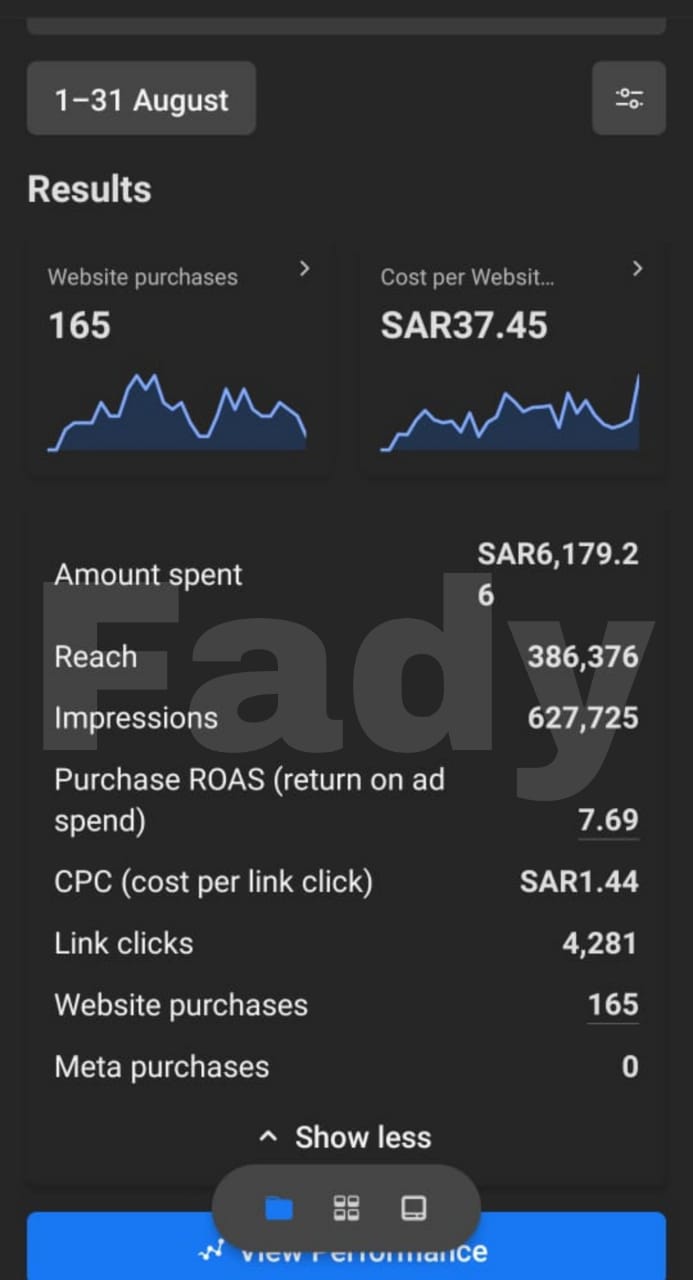 1–31 August
Results
Website purchases
165
Cost per Websit...
SAR37.45
Amount spent
SAR6,179.2
6
Reach
386,376
Impressions
627,725
Purchase ROAS (return on ad
spend)
7.69
CPC (cost per link click)
SAR1.44
Link clicks
4,281
Website purchases
165
Meta purchases
0
Fady
Show less
View Performance